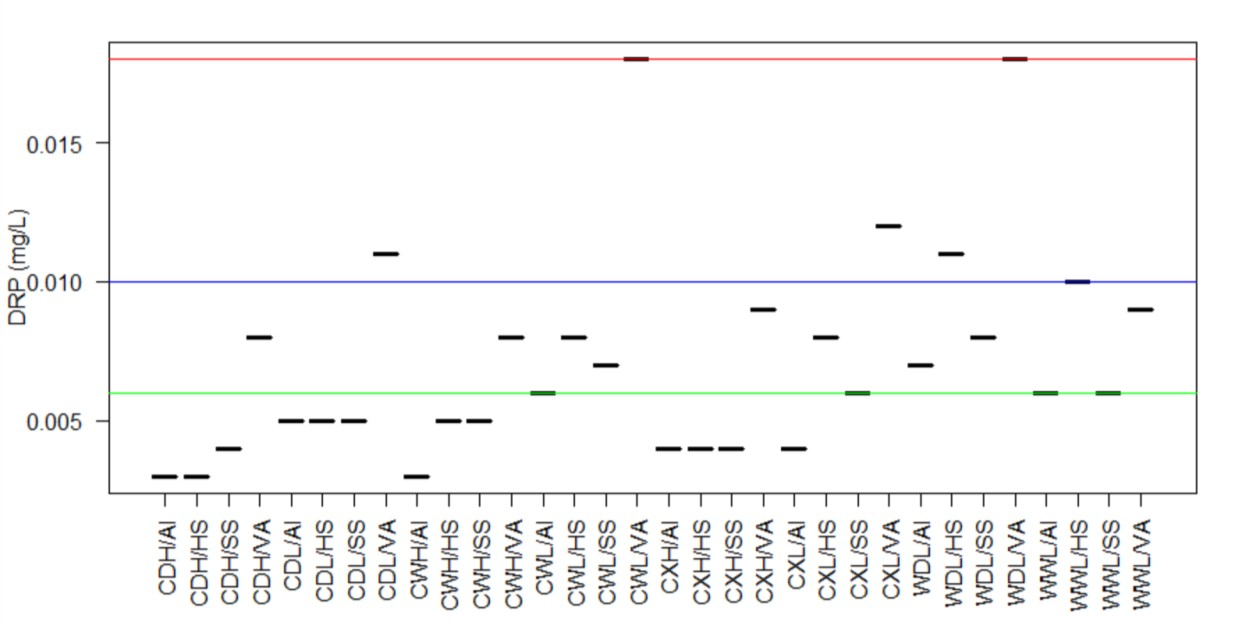 DRP (mg/L)
0.015
0.010
0.005
CDH/AI
CDH/HS
CDH/SS
CDH/VA
CDL/AI
CDL/HS
CDL/SS
CDL/VA
CWH/AI
CWH/HS
CWH/SS
CWH/VA
CWL/AI
CWL/HS
CWL/SS
CWL/VA
CXH/AI
CXH/HS
CXH/SS
CXH/VA
CXL/AI
CXL/HS
CXL/SS
CXL/VA
WDL/AI
WDL/HS
WDL/SS
WDL/VA
WWL/AI
WWL/HS
WWL/SS
WWL/VA